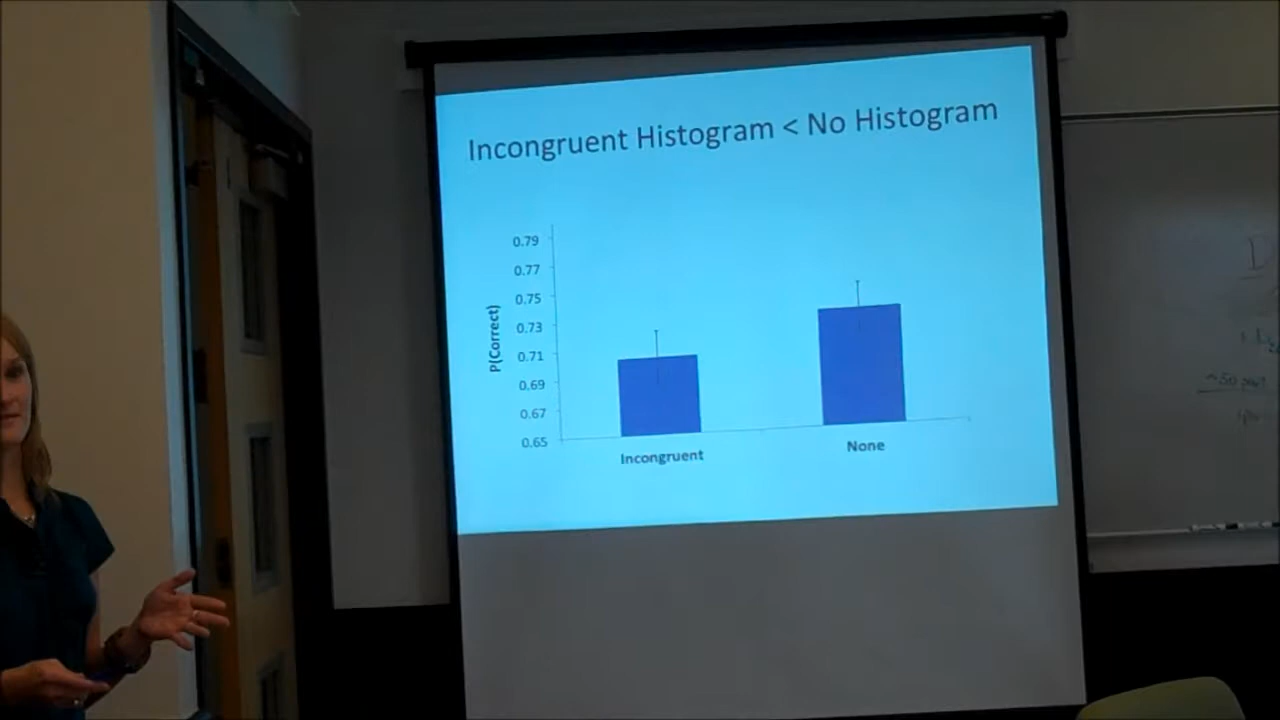 Incongruent Histogram < No Histogram
0.79
0.77
0.75
0.73
0.71
0.69
0.67
0.65
P(Correct)
Incongruent
None